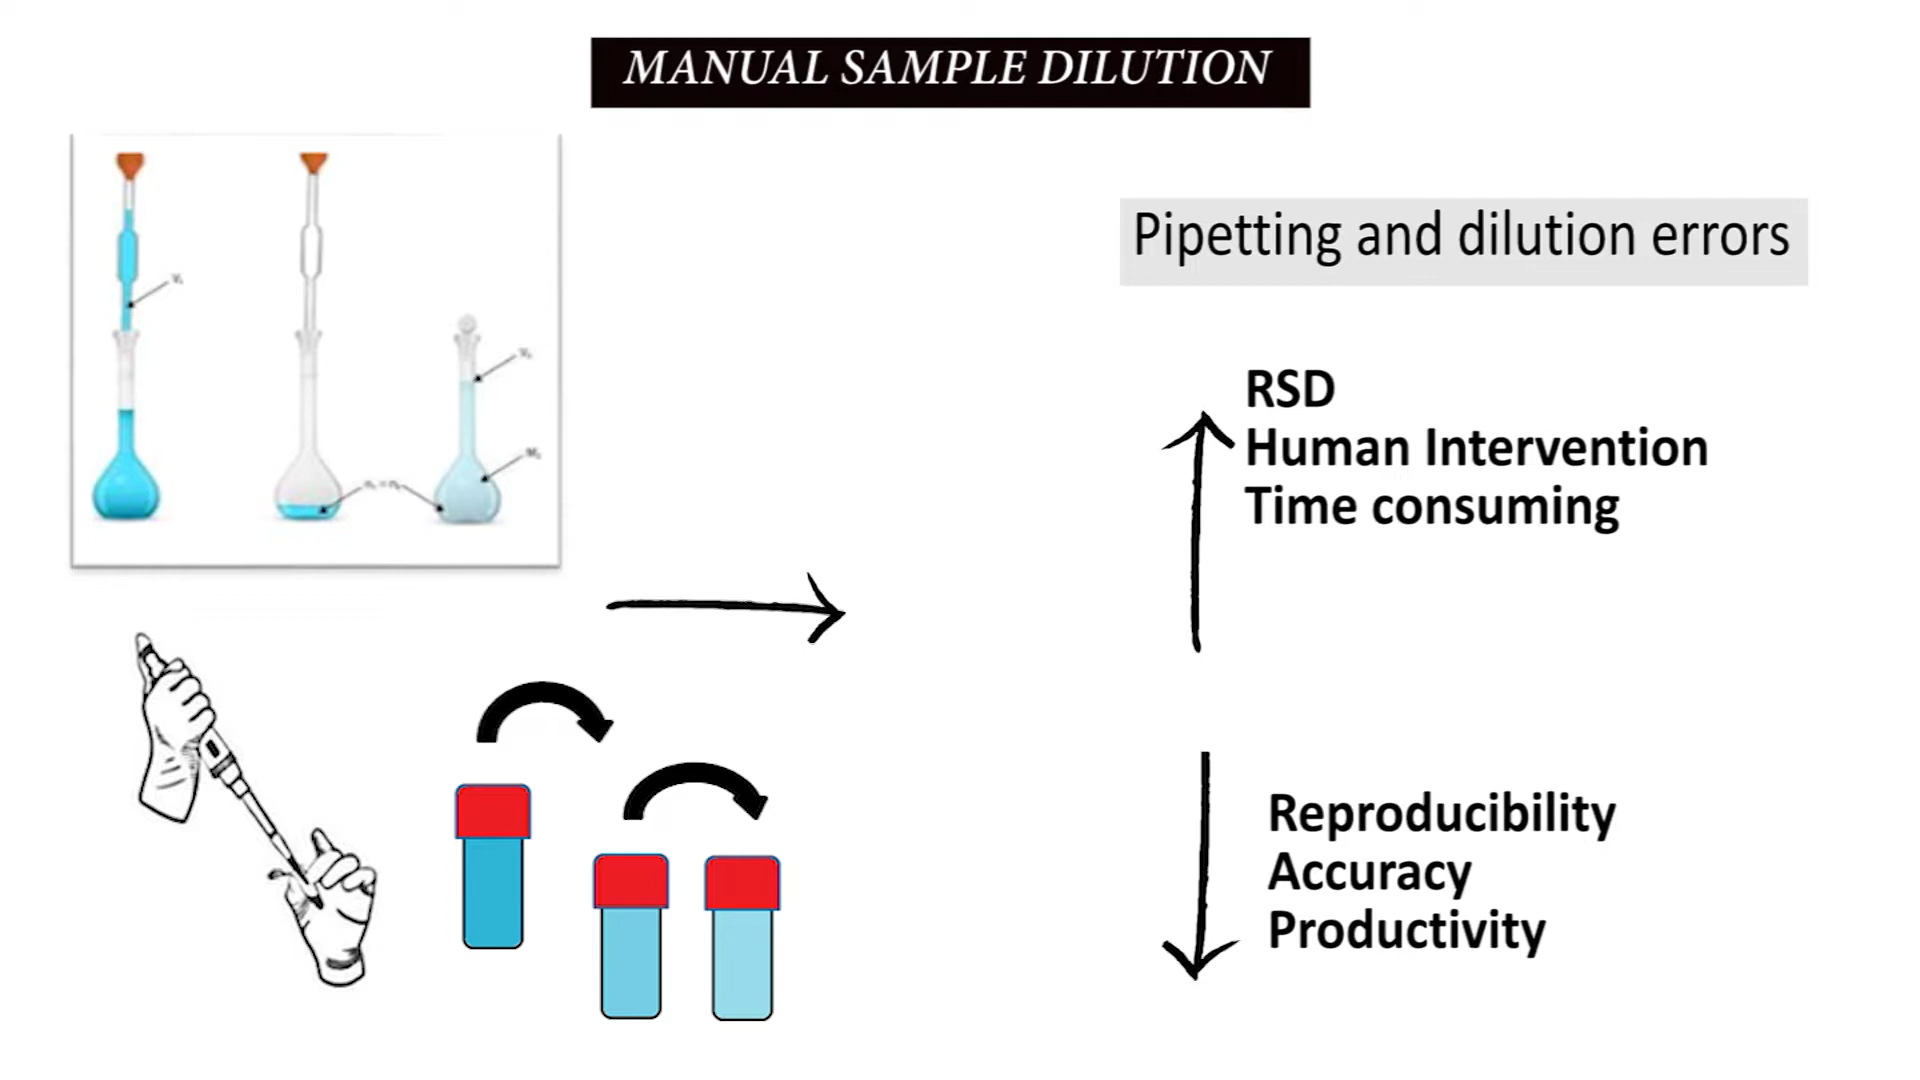 MANUAL SAMPLE DILUTION
Pipetting and dilution errors
RSD
Human Intervention
Time consuming
Reproducibility
Accuracy
Productivity